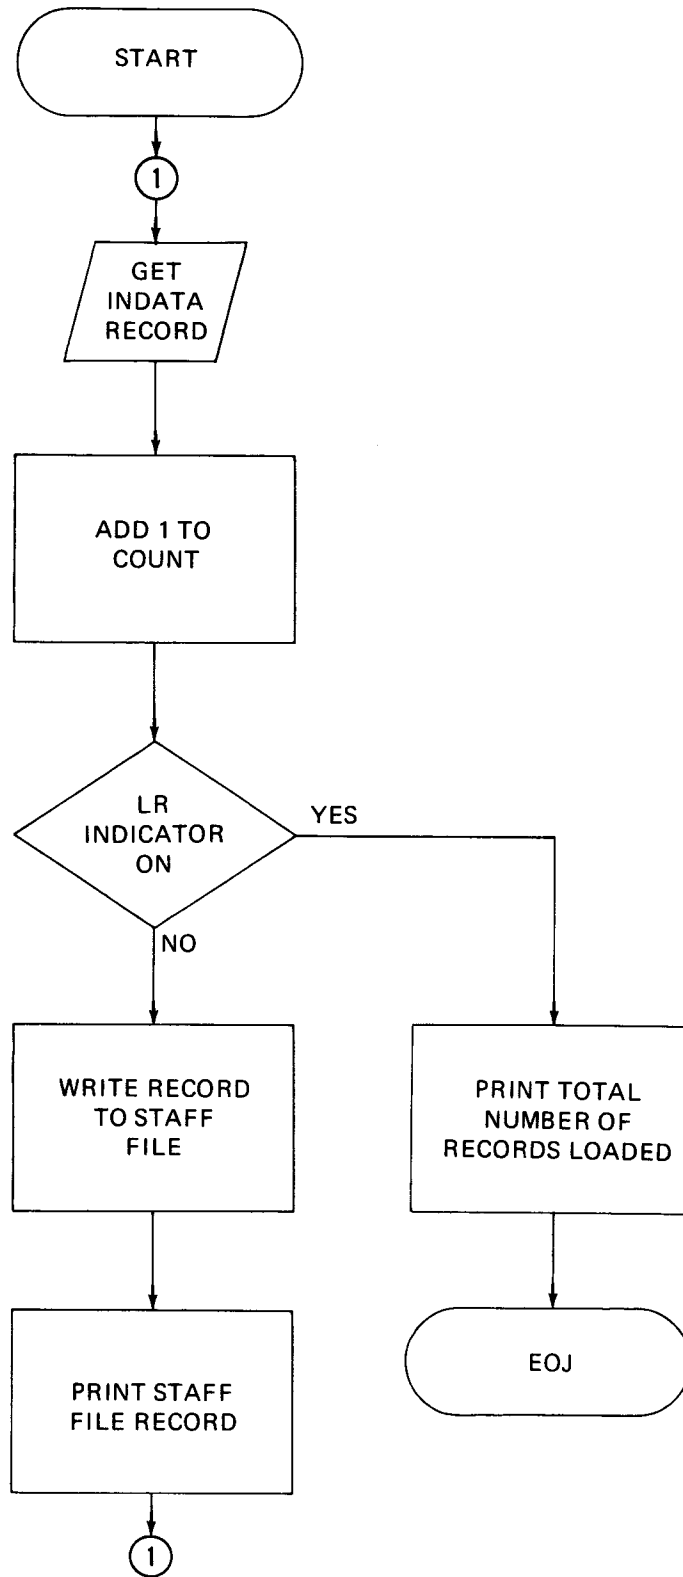 START
1
GET
INDATA
RECORD
ADD 1 TO
COUNT
LR
INDICATOR
ON
YES
NO
WRITE RECORD
TO STAFF
FILE
PRINT TOTAL
NUMBER OF
RECORDS LOADED
PRINT STAFF
FILE RECORD
EOJ
1